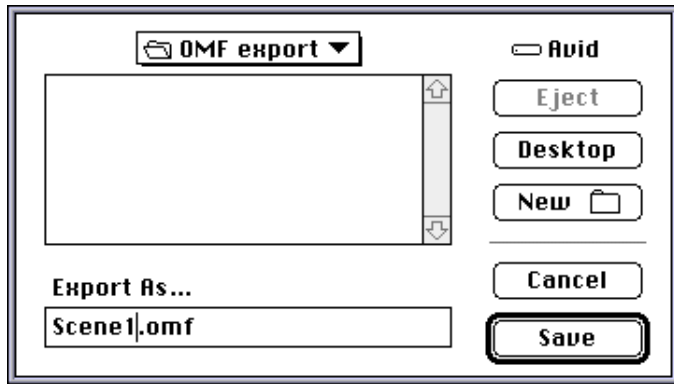 OMF export
Avid
Eject
Desktop
New
Export As...
Scene1.omf
Cancel
Save